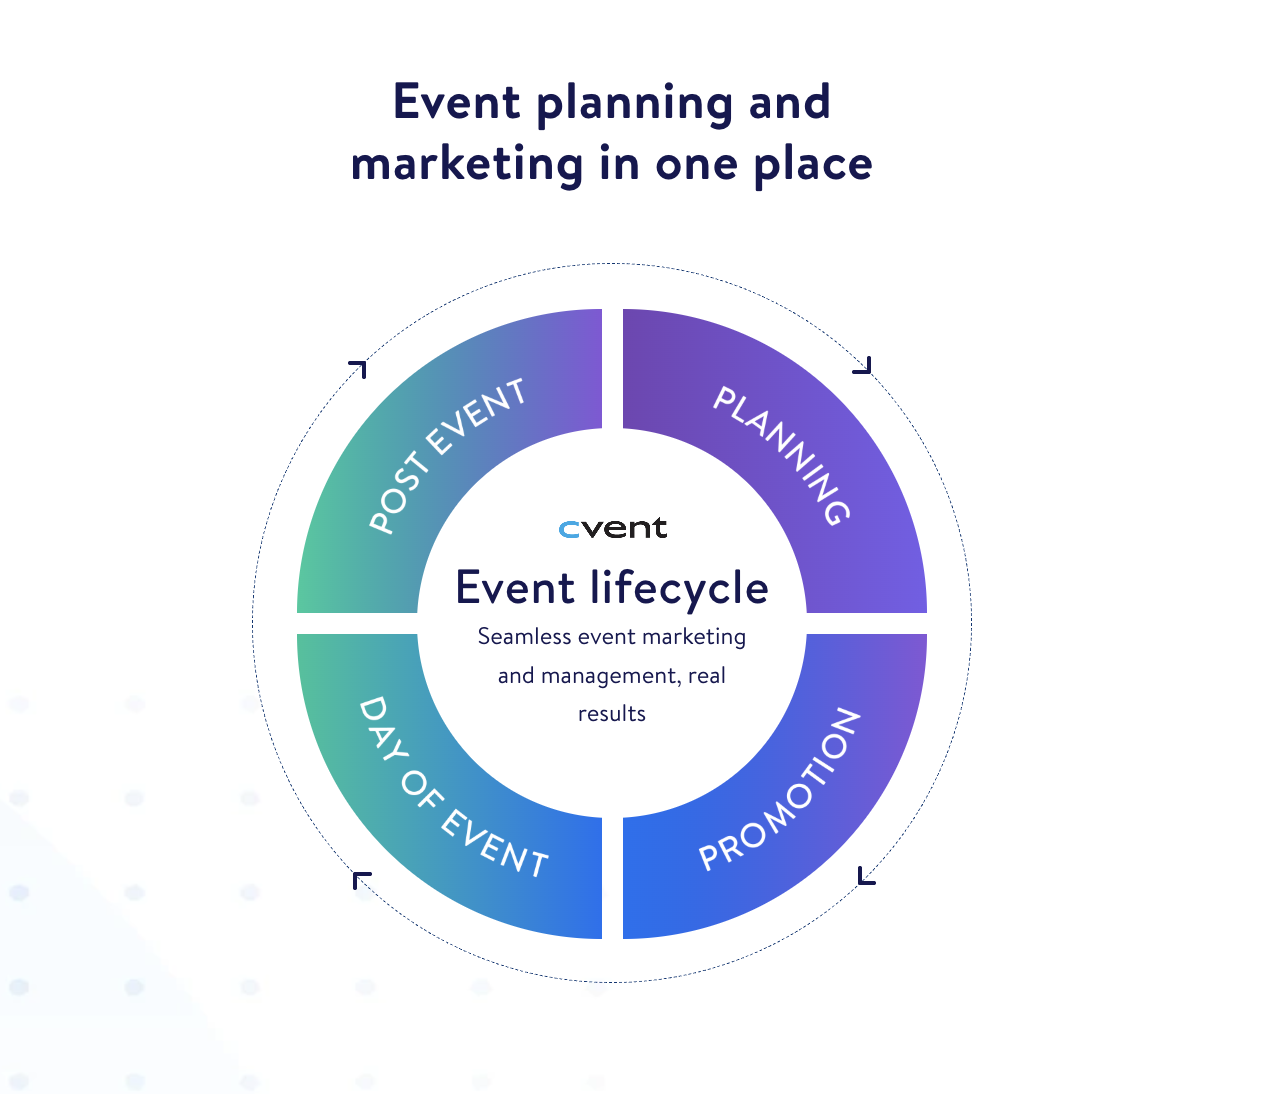 Event planning and
marketing in one place
POST EVENT
PLANNING
cvent
Event lifecycle
Seamless event marketing
and management, real
results
DAY OF EVENT
PROMOTION